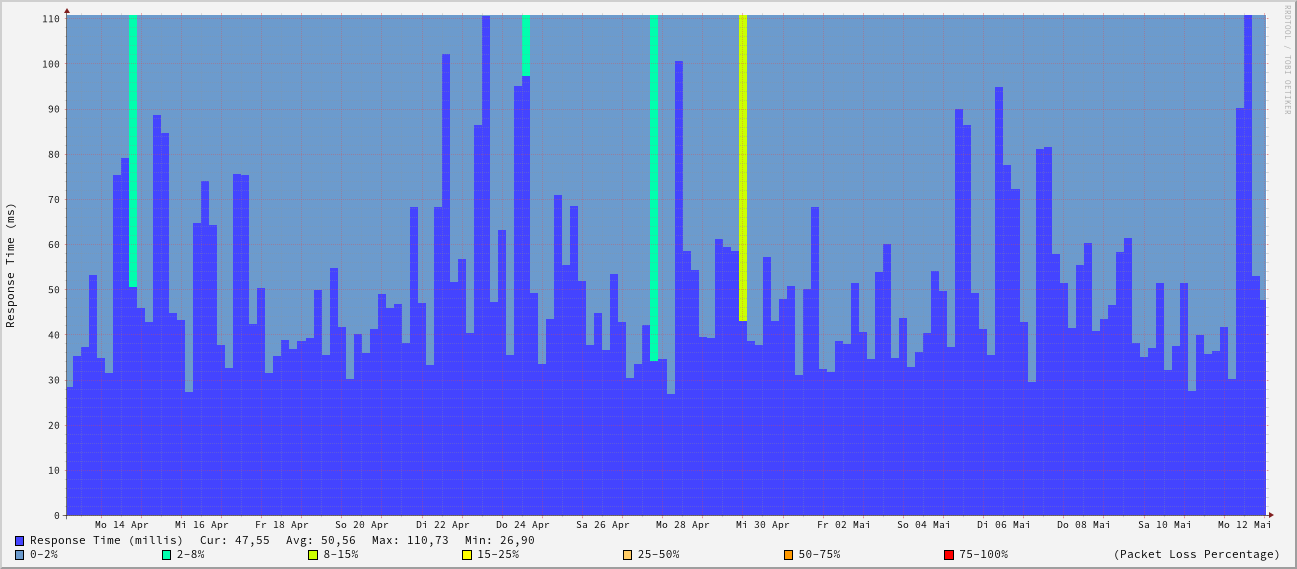 110
100
90
80
70
60
50
40
30
20
10
0
Response Time (ms)
RRDTOOL / TOBI OETIKER
Mo 14 Apr Mi 16 Apr Fr 18 Apr So 20 Apr Di 22 Apr Do 24 Apr Sa 26 Apr Mo 28 Apr Mi 30 Apr Fr 02 Mai So 04 Mai Di 06 Mai Do 08 Mai Sa 10 Mai Mo 12 Mai
Response Time (millis) Cur: 47,55 Avg: 50,56 Max: 110,73 Min: 26,90
0-2% 2-8% 8-15% 15-25% 25-50% 50-75% 75-100% (Packet Loss Percentage)